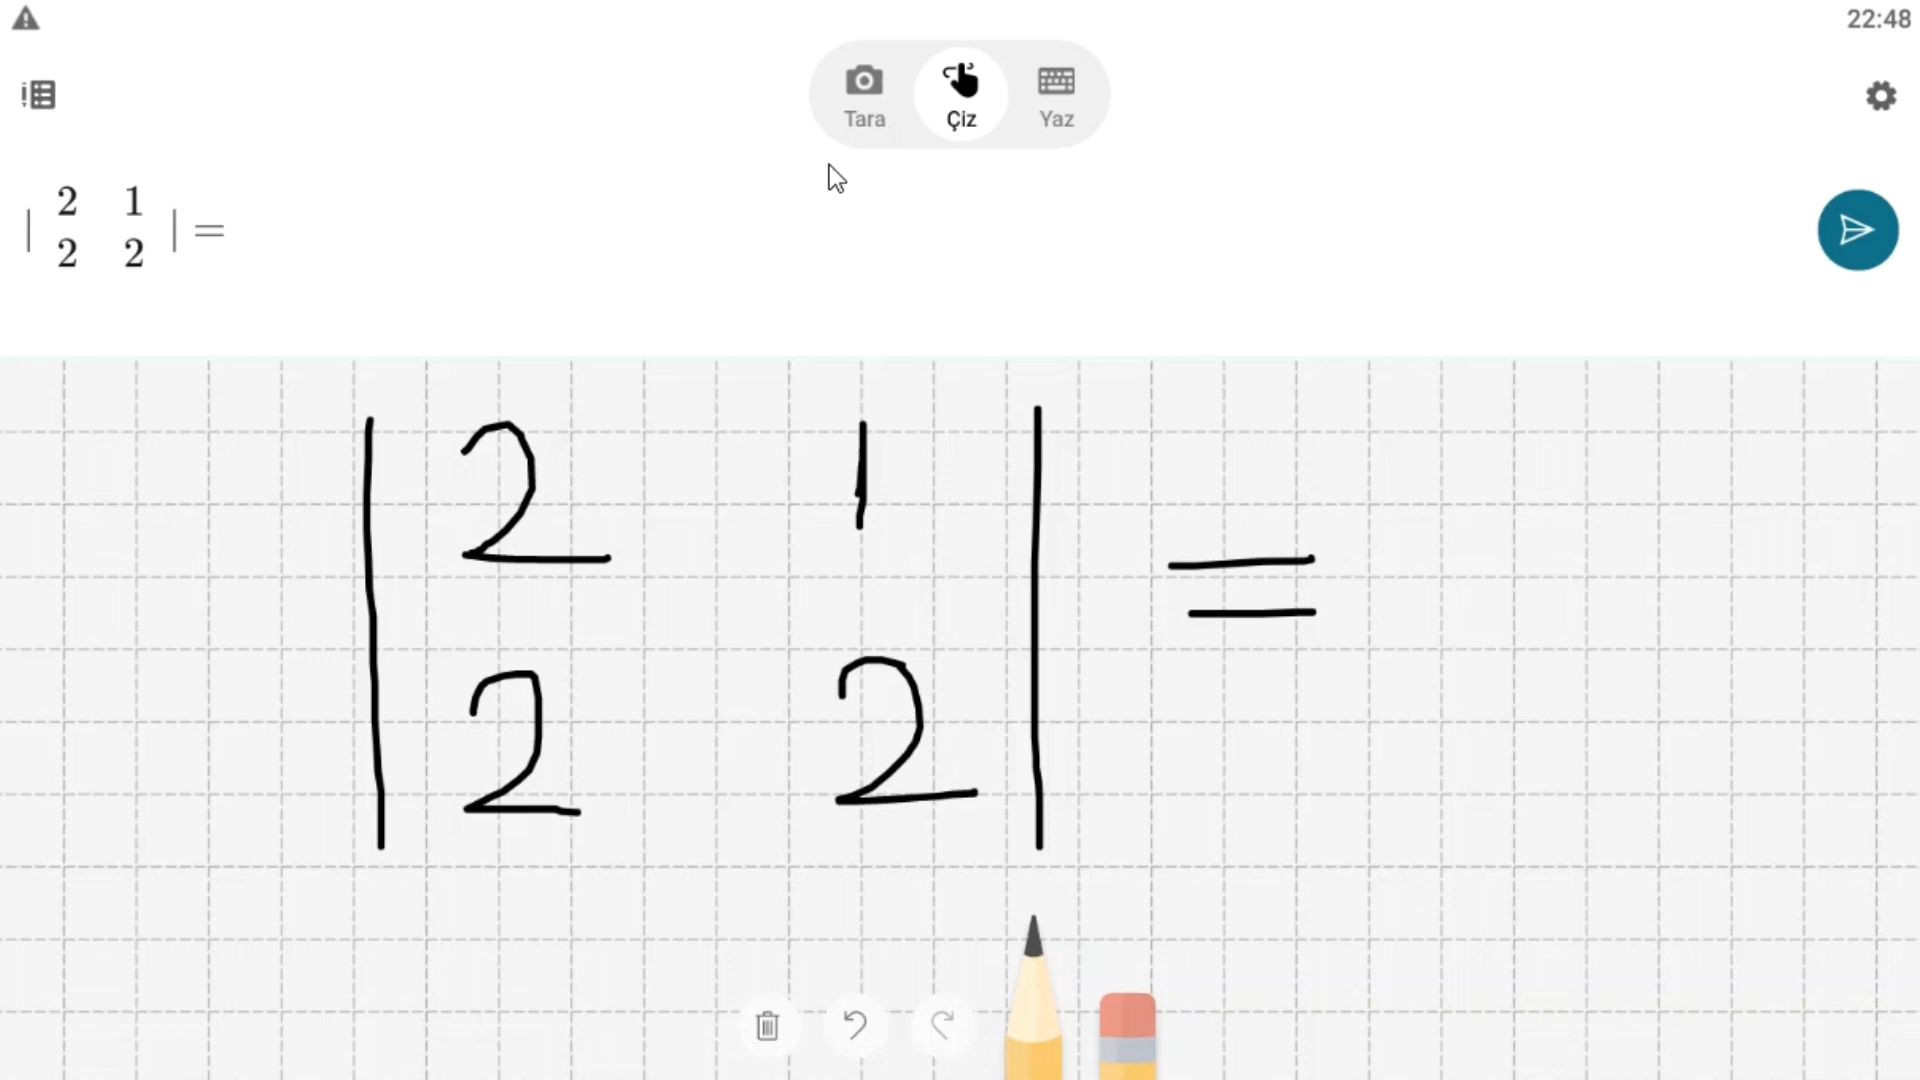 22:48
Tara Çiz Yaz
| 2 1
2 2 | =
| 2 1 |
=
2 2